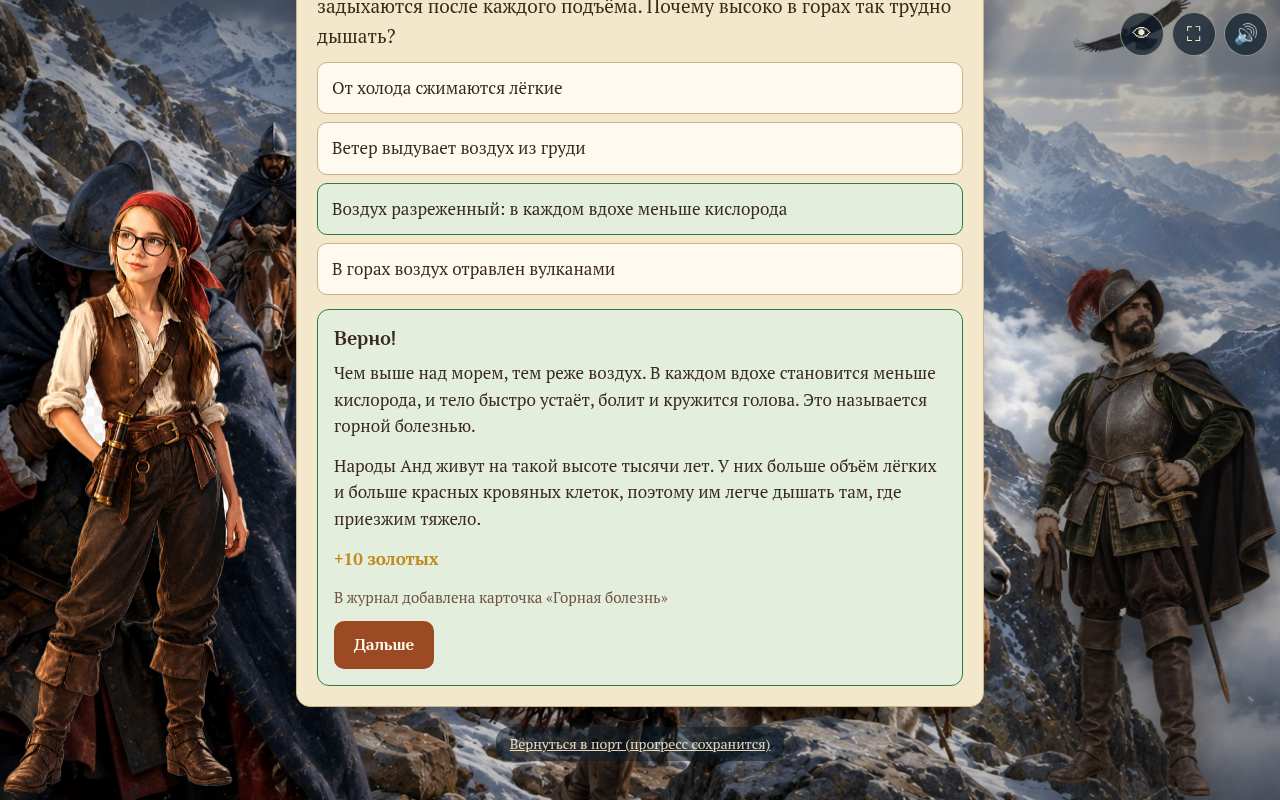 задыхаются после каждого подъёма. Почему высоко в горах так трудно
дышать?
От холода сжимаются лёгкие
Ветер выдувает воздух из груди
Воздух разреженный: в каждом вдохе меньше кислорода
В горах воздух отравлен вулканами
Верно!
Чем выше над морем, тем реже воздух. В каждом вдохе становится меньше
кислорода, и тело быстро устаёт, болит и кружится голова. Это называется
горной болезнью.
Народы Анд живут на такой высоте тысячи лет. У них больше объём лёгких
и больше красных кровяных клеток, поэтому им легче дышать там, где
приезжим тяжело.
+10 золотых
В журнал добавлена карточка «Горная болезнь»
Дальше
Вернуться в порт (прогресс сохранится)